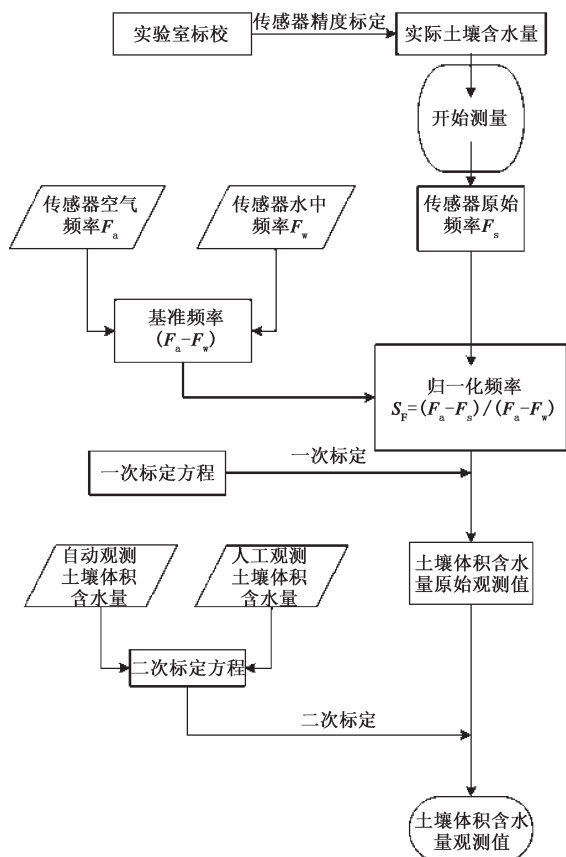 实验室标校
传感器精度标定
实际土壤含水量
开始测量
传感器空气
频率Fa
传感器水中
频率Fw
传感器原始
频率Fs
基准频率
(Fa−Fw)
归一化频率
SF=(Fa−Fs)/(Fa−Fw)
一次标定方程
一次标定
自动观测
土壤体积
含水量
人工观测
土壤体积
含水量
土壤体积含水
量原始观测值
二次标定方程
二次标定
土壤体积含水
量观测值